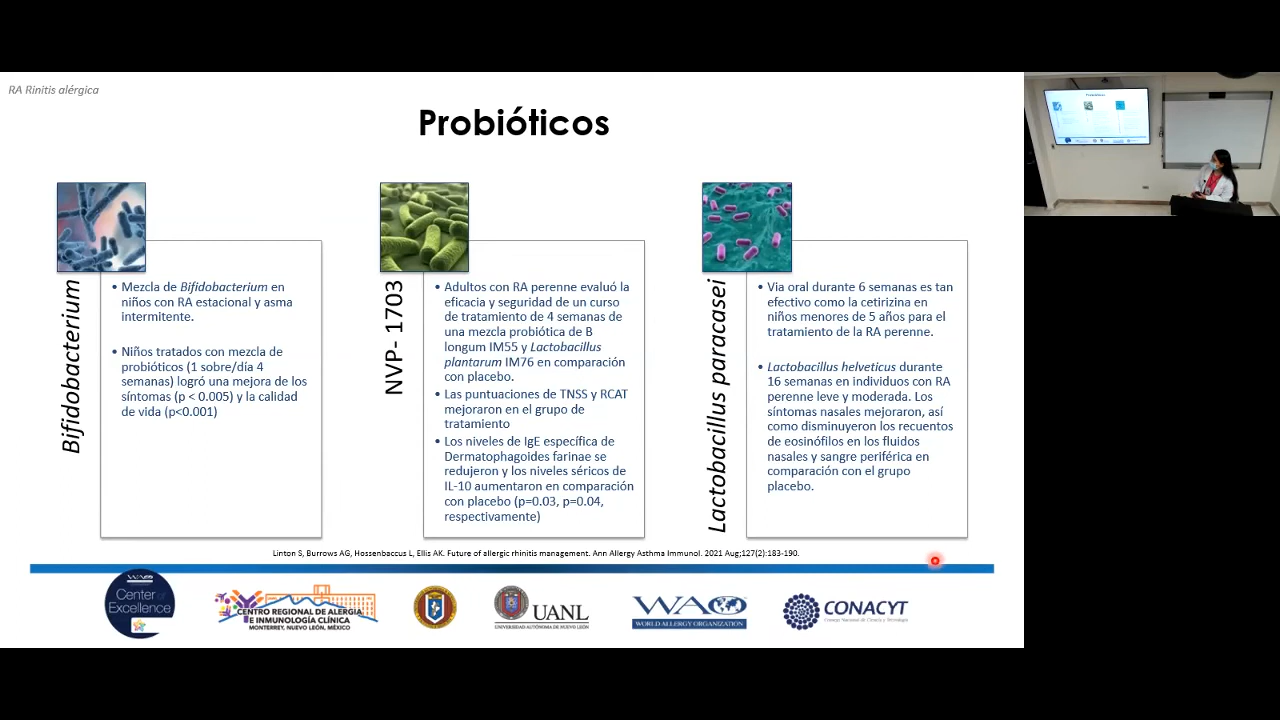 RA Rinitis alérgica
Probióticos
Bifidobacterium
• Mezcla de Bifidobacterium en
niños con RA estacional y asma
intermitente.
• Niños tratados con mezcla de
probióticos (1 sobre/día 4
semanas) logró una mejora de los
síntomas (p < 0.005) y la calidad
de vida (p<0.001)
NVP- 1703
• Adultos con RA perenne evaluó la
eficacia y seguridad de un curso
de tratamiento de 4 semanas de
una mezcla probiótica de B
longum IM55 y Lactobacillus
plantarum IM76 en comparación
con placebo.
• Las puntuaciones de TNSS y RCAT
mejoraron en el grupo de
tratamiento
• Los niveles de IgE específica de
Dermatophagoides farinae se
redujeron y los niveles séricos de
IL-10 aumentaron en comparación
con placebo (p=0.03, p=0.04,
respectivamente)
Lactobacillus paracasei
• Via oral durante 6 semanas es tan
efectivo como la cetirizina en
niños menores de 5 años para el
tratamiento de la RA perenne.
• Lactobacillus helveticus durante
16 semanas en individuos con RA
perenne leve y moderada. Los
síntomas nasales mejoraron, así
como disminuyeron los recuentos
de eosinófilos en los fluidos
nasales y sangre periférica en
comparación con el grupo
placebo.
Linton S, Burrows AG, Hossenbaccus L, Ellis AK. Future of allergic rhinitis management. Ann Allergy Asthma Immunol. 2021 Aug;127(2):183-190.
WAO
Center of
Excellence
CENTRO REGIONAL DE ALERGIA
E INMUNOLOGÍA CLÍNICA
MONTERREY, NUEVO LEÓN, MÉXICO
UANL
UNIVERSIDAD AUTÓNOMA DE NUEVO LEÓN
WAO
WORLD ALLERGY ORGANIZATION
CONACYT
Consejo Nacional de Ciencia y Tecnología